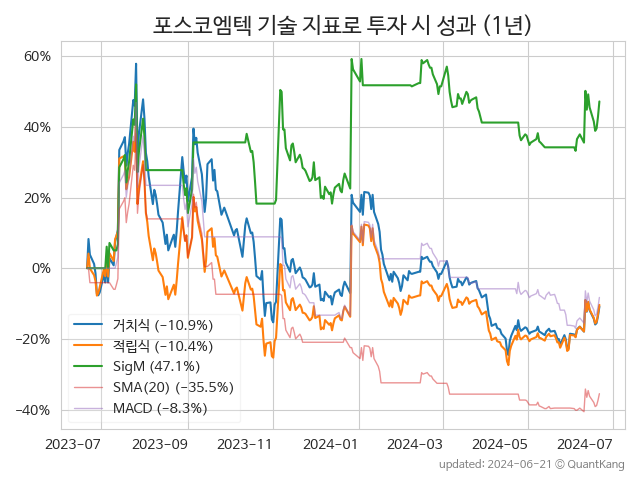 포스코엠텍 기술 지표로 투자 시 성과 (1년)
60%
40%
20%
0%
−20%
−40%
거치식 (−10.9%)
적립식 (−10.4%)
SigM (47.1%)
SMA(20) (−35.5%)
MACD (−8.3%)
2023-07 2023-09 2023-11 2024-01 2024-03 2024-05 2024-07
updated: 2024-06-21 © QuantKang